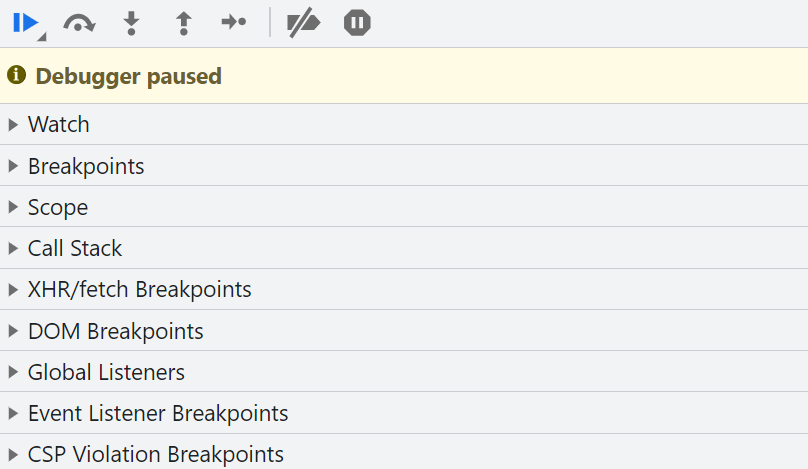 Debugger paused
Watch
Breakpoints
Scope
Call Stack
XHR/fetch Breakpoints
DOM Breakpoints
Global Listeners
Event Listener Breakpoints
CSP Violation Breakpoints